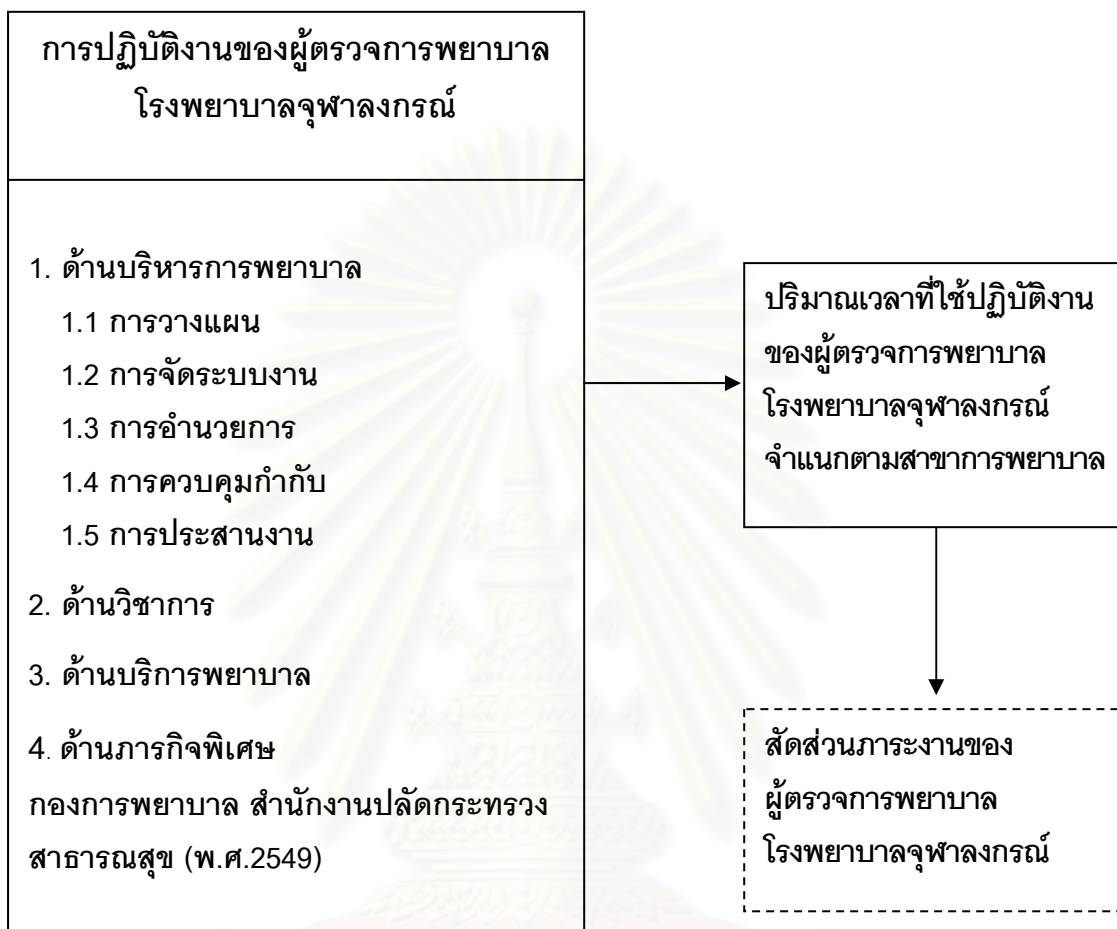 การปฏิบัติงานของผู้ตรวจการพยาบาล
โรงพยาบาลจุฬาลงกรณ์
1. ด้านบริหารการพยาบาล
1.1 การวางแผน
1.2 การจัดระบบงาน
1.3 การอำนวยการ
1.4 การควบคุมกำกับ
1.5 การประสานงาน
2. ด้านวิชาการ
3. ด้านบริการพยาบาล
4. ด้านภารกิจพิเศษ
กองการพยาบาล สำนักงานปลัดกระทรวง
สาธารณสุข (พ.ศ.2549)
ปริมาณเวลาที่ใช้ปฏิบัติงาน
ของผู้ตรวจการพยาบาล
โรงพยาบาลจุฬาลงกรณ์
จำแนกตามสาขาการพยาบาล
สัดส่วนภาระงานของ
ผู้ตรวจการพยาบาล
โรงพยาบาลจุฬาลงกรณ์